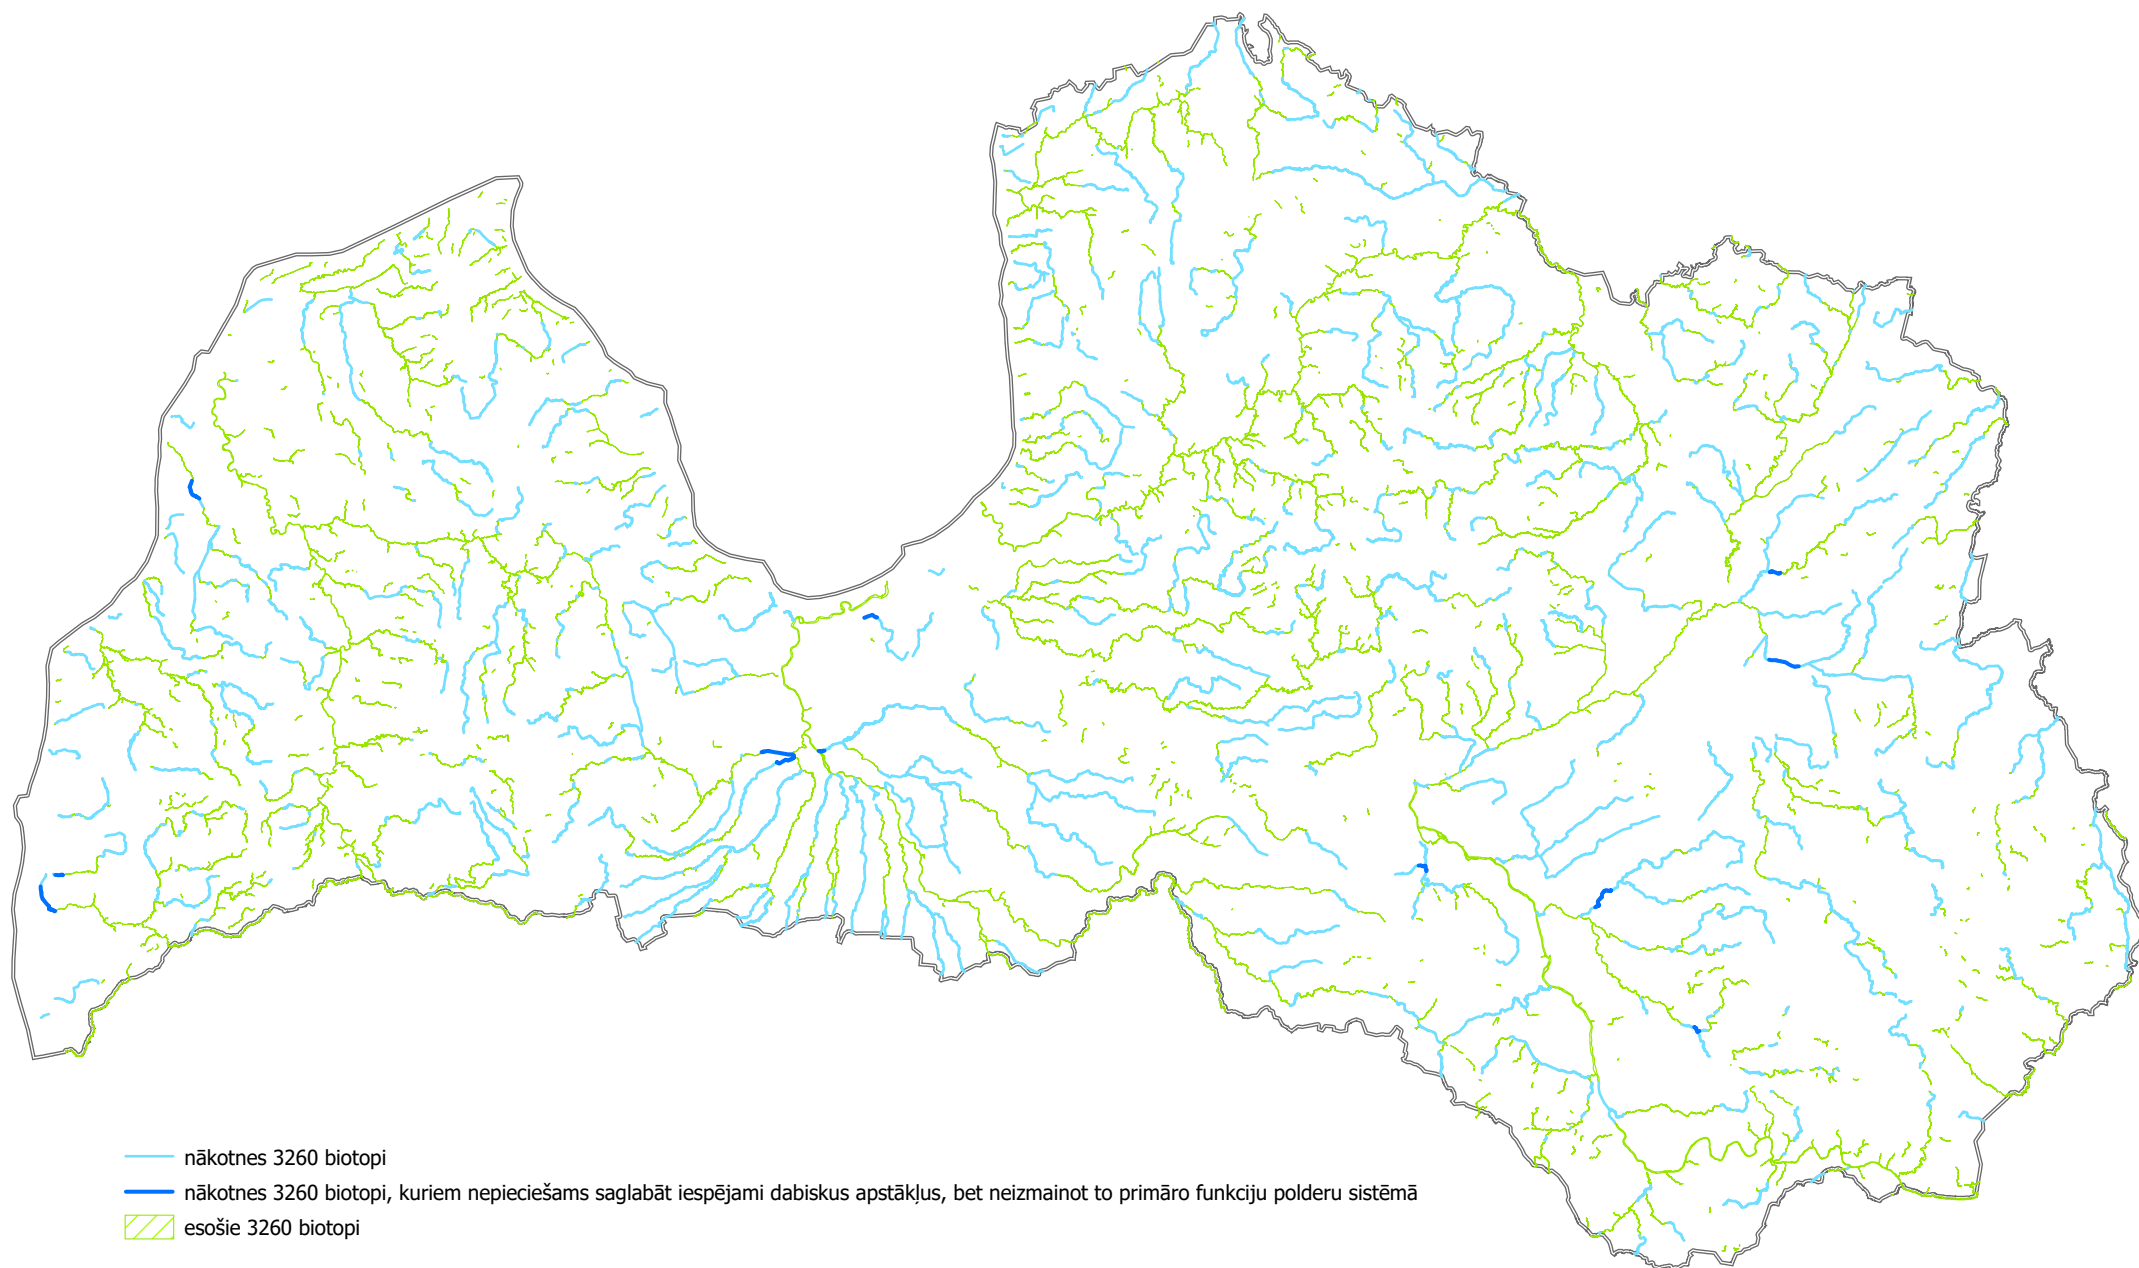 nākotnes 3260 biotopi
nākotnes 3260 biotopi, kuriem nepieciešams saglabāt iespējami dabiskus apstākļus, bet neizmainot to primāro funkciju polderu sistēmā
esošie 3260 biotopi